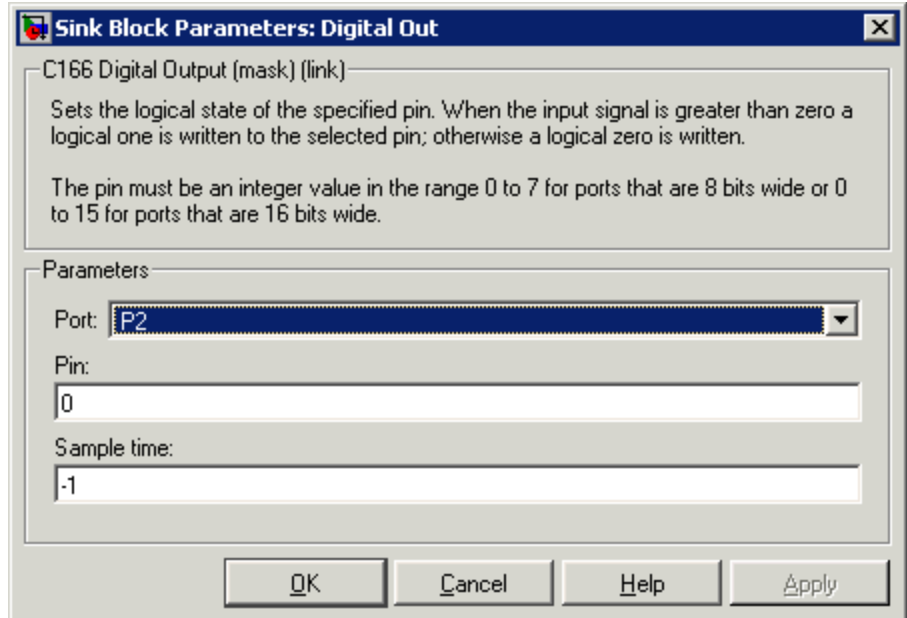 Sink Block Parameters: Digital Out
C166 Digital Output (mask) (link)
Sets the logical state of the specified pin. When the input signal is greater than zero a
logical one is written to the selected pin; otherwise a logical zero is written.
The pin must be an integer value in the range 0 to 7 for ports that are 8 bits wide or 0
to 15 for ports that are 16 bits wide.
Parameters
Port: P2
Pin:
0
Sample time:
-1
OK Cancel Help Apply